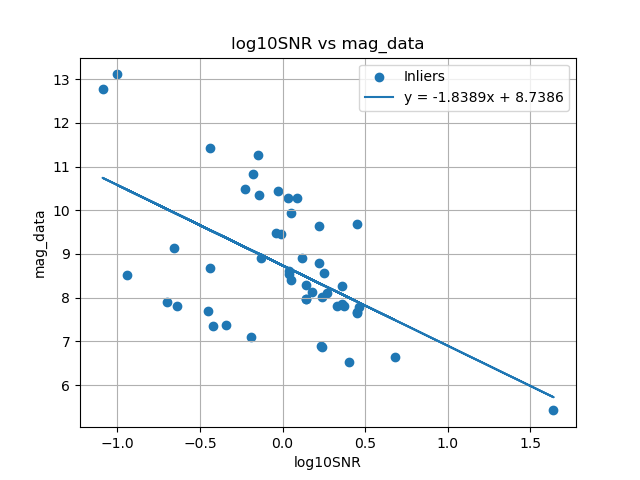 log10SNR vs mag_data
Inliers
y = -1.8389x + 8.7386
13
12
11
10
9
8
7
6
mag_data
−1.0
−0.5
0.0
0.5
1.0
1.5
log10SNR